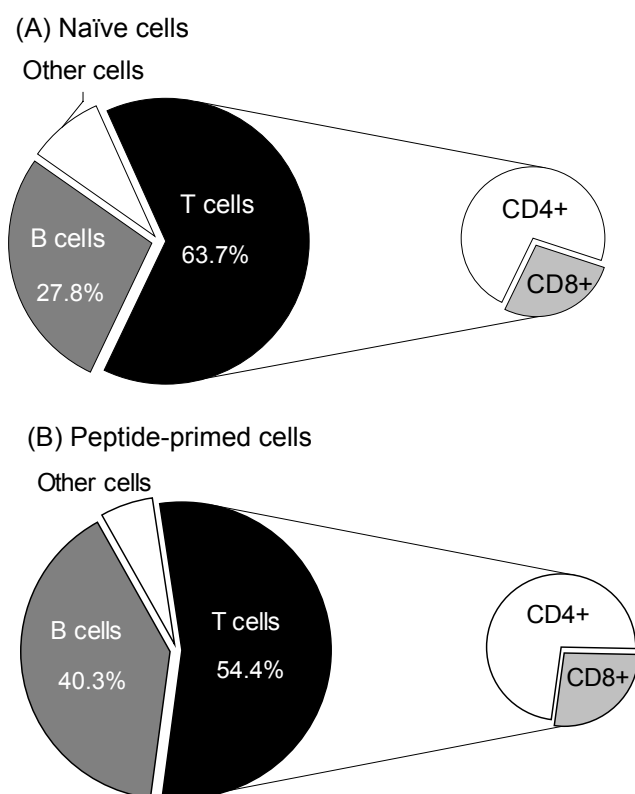 (A) Naïve cells
Other cells
T cells
63.7%
B cells
27.8%
CD4+
CD8+
(B) Peptide-primed cells
Other cells
T cells
54.4%
B cells
40.3%
CD4+
CD8+